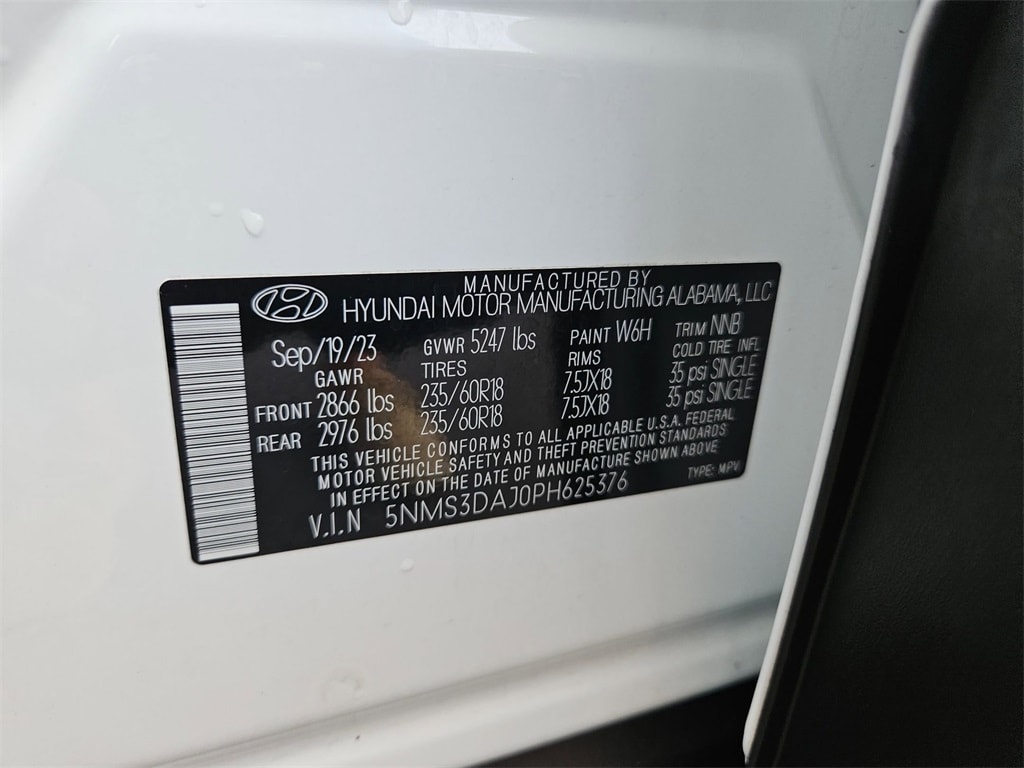 MANUFACTURED BY
HYUNDAI MOTOR MANUFACTURING ALABAMA, LLC
Sep/19/23 GVWR 5247 lbs PAINT W6H TRIM NNB
GAWR TIRES RIMS COLD TIRE INFL
FRONT 2866 lbs 235/60R18 7.5JX18 35 psi SINGLE
REAR 2976 lbs 235/60R18 7.5JX18 35 psi SINGLE
THIS VEHICLE CONFORMS TO ALL APPLICABLE U.S.A. FEDERAL
MOTOR VEHICLE SAFETY AND THEFT PREVENTION STANDARDS
IN EFFECT ON THE DATE OF MANUFACTURE SHOWN ABOVE
V.I.N 5NMS3DAJ0PH625376 TYPE: MPV